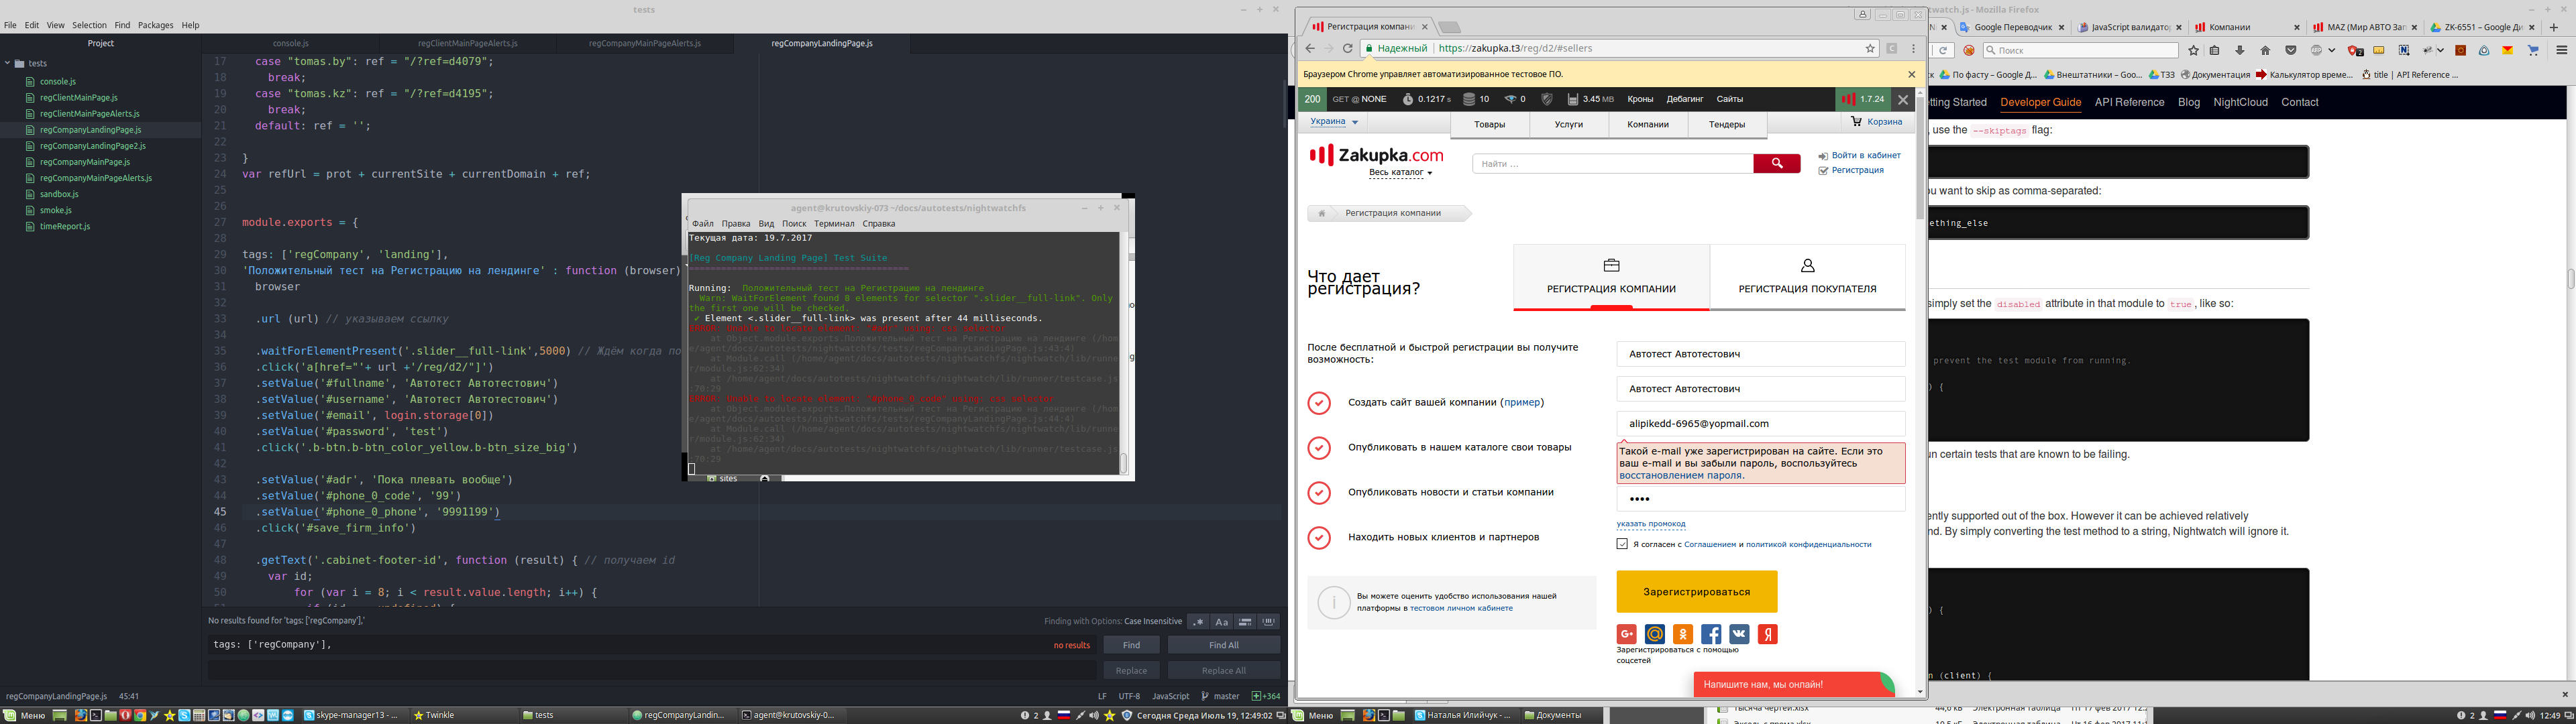 tests
File Edit View Selection Find Packages Help
Project
console.js
regClientMainPageAlerts.js
regCompanyMainPageAlerts.js
regCompanyLandingPage.js
tests
console.js
regClientMainPage.js
regClientMainPageAlerts.js
regCompanyLandingPage.js
regCompanyLandingPage2.js
regCompanyMainPage.js
regCompanyMainPageAlerts.js
sandbox.js
smoke.js
timeReport.js
17 case "tomas.by": ref = "/?ref=d4079";
18 break;
19 case "tomas.kz": ref = "/?ref=d4195";
20 break;
21 default: ref = '';
22
23 }
24 var refUrl = prot + currentSite + currentDomain + ref;
25
26
27 module.exports = {
28
29 tags: ['regCompany', 'landing'],
30 'Положительный тест на Регистрацию на лендинге' : function (browser)
31 browser
32
33 .url (url) // указываем ссылку
34
35 .waitForElementPresent('.slider__full-link',5000) // Ждём когда по
36 .click('a[href="'+ url +'/reg/d2/"]')
37 .setValue('#fullname', 'Автотест Автотестович')
38 .setValue('#username', 'Автотест Автотестович')
39 .setValue('#email', login.storage[0])
40 .setValue('#password', 'test')
41 .click('.b-btn.b-btn_color_yellow.b-btn_size_big')
42
43 .setValue('#adr', 'Пока плевать вообще')
44 .setValue('#phone_0_code', '99')
45 .setValue('#phone_0_phone', '9991199')
46 .click('#save_firm_info')
47
48 .getText('.cabinet-footer-id', function (result) { // получаем id
49 var id;
50 for (var i = 8; i < result.value.length; i++) {
No results found for 'tags: ['regCompany'],'
Finding with Options: Case Insensitive
.* Aa
tags: ['regCompany'],
no results
Find
Find All
Replace
Replace All
regCompanyLandingPage.js 45:41
LF UTF-8 JavaScript master +364
agent@krutovskiy-073 ~/docs/autotests/nightwatchfs
Файл Правка Вид Поиск Терминал Справка
Текущая дата: 19.7.2017
[Reg Company Landing Page] Test Suite
Running: Положительный тест на Регистрацию на лендинге
Warn: WaitForElement found 8 elements for selector ".slider__full-link". Only
the first one will be checked.
✔ Element <.slider__full-link> was present after 44 milliseconds.
at Object.module.exports.Положительный тест на Регистрацию на лендинге (/hom
e/agent/docs/autotests/nightwatchfs/tests/regCompanyLandingPage.js:43:4)
at Module.call (/home/agent/docs/autotests/nightwatchfs/nightwatch/lib/runne
r/module.js:62:34)
at /home/agent/docs/autotests/nightwatchfs/nightwatch/lib/runner/testcase.js
:70:29
at Object.module.exports.Положительный тест на Регистрацию на лендинге (/hom
e/agent/docs/autotests/nightwatchfs/tests/regCompanyLandingPage.js:44:4)
at Module.call (/home/agent/docs/autotests/nightwatchfs/nightwatch/lib/runne
r/module.js:62:34)
at /home/agent/docs/autotests/nightwatchfs/nightwatch/lib/runner/testcase.js
:70:29
sites
Регистрация компани
Надежный https://zakupka.t3/reg/d2/#sellers
Браузером Chrome управляет автоматизированное тестовое ПО.
200 GET @ NONE 0.1217 s 10 0 3.45 MB Кроны Дебагинг Сайты 1.7.24
Украина
Товары Услуги Компании Тендеры
Корзина
Zakupka.com
Весь каталог
Найти ...
Войти в кабинет
Регистрация
Регистрация компании
Что дает
регистрация?
РЕГИСТРАЦИЯ КОМПАНИИ
РЕГИСТРАЦИЯ ПОКУПАТЕЛЯ
После бесплатной и быстрой регистрации вы получите
возможность:
Создать сайт вашей компании (пример)
Опубликовать в нашем каталоге свои товары
Опубликовать новости и статьи компании
Находить новых клиентов и партнеров
Вы можете оценить удобство использования нашей
платформы в тестовом личном кабинете
Автотест Автотестович
Автотест Автотестович
alipikedd-6965@yopmail.com
Такой e-mail уже зарегистрирован на сайте. Если это
ваш e-mail и вы забыли пароль, воспользуйтесь
восстановлением пароля.
••••
указать промокод
Я согласен с Соглашением и политикой конфиденциальности
Зарегистрироваться
Зарегистрироваться с помощью
соцсетей
Напишите нам, мы онлайн!
twatch.js - Mozilla Firefox
Google Переводчик
JavaScript валидато
Компании
MAZ (Мир АВТО Зап
ZK-6551 – Google Ди
Поиск
По фасту – Google Д...
Внештатники – Goo...
ТЗЗ
Документация
Калькулятор време...
title | API Reference ...
etting Started Developer Guide API Reference Blog NightCloud Contact
, use the --skiptags flag:
ou want to skip as comma-separated:
ething_else
simply set the disabled attribute in that module to true, like so:
prevent the test module from running.
) {
un certain tests that are known to be failing.
ently supported out of the box. However it can be achieved relatively
nd. By simply converting the test method to a string, Nightwatch will ignore it.
) {
n (client) {
Меню
skype-manager13 - ...
Twinkle
tests
regCompanyLandin...
agent@krutovskiy-0...
2
Сегодня Среда Июль 19, 12:49:02
Меню
Наталья Илийчук - ...
Документы
2
12:49